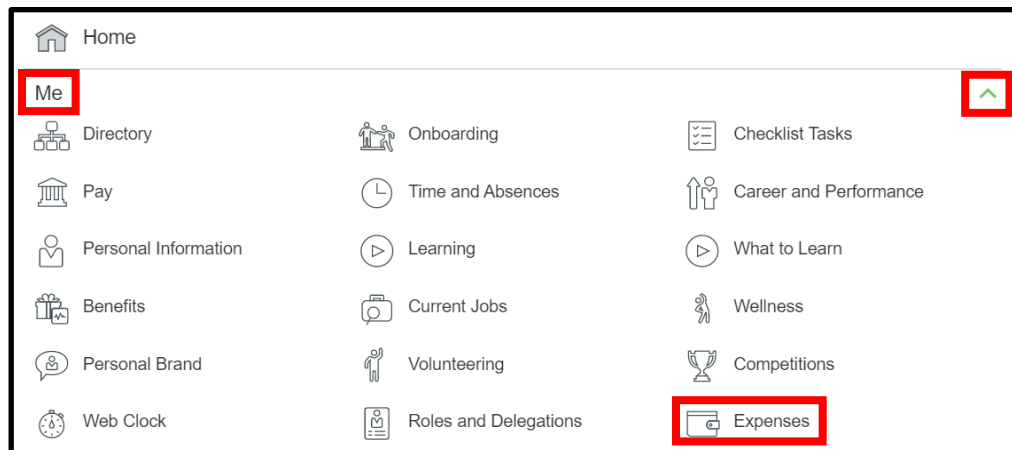 Home
Me
Directory
Onboarding
Checklist Tasks
Pay
Time and Absences
Career and Performance
Personal Information
Learning
What to Learn
Benefits
Current Jobs
Wellness
Personal Brand
Volunteering
Competitions
Web Clock
Roles and Delegations
Expenses